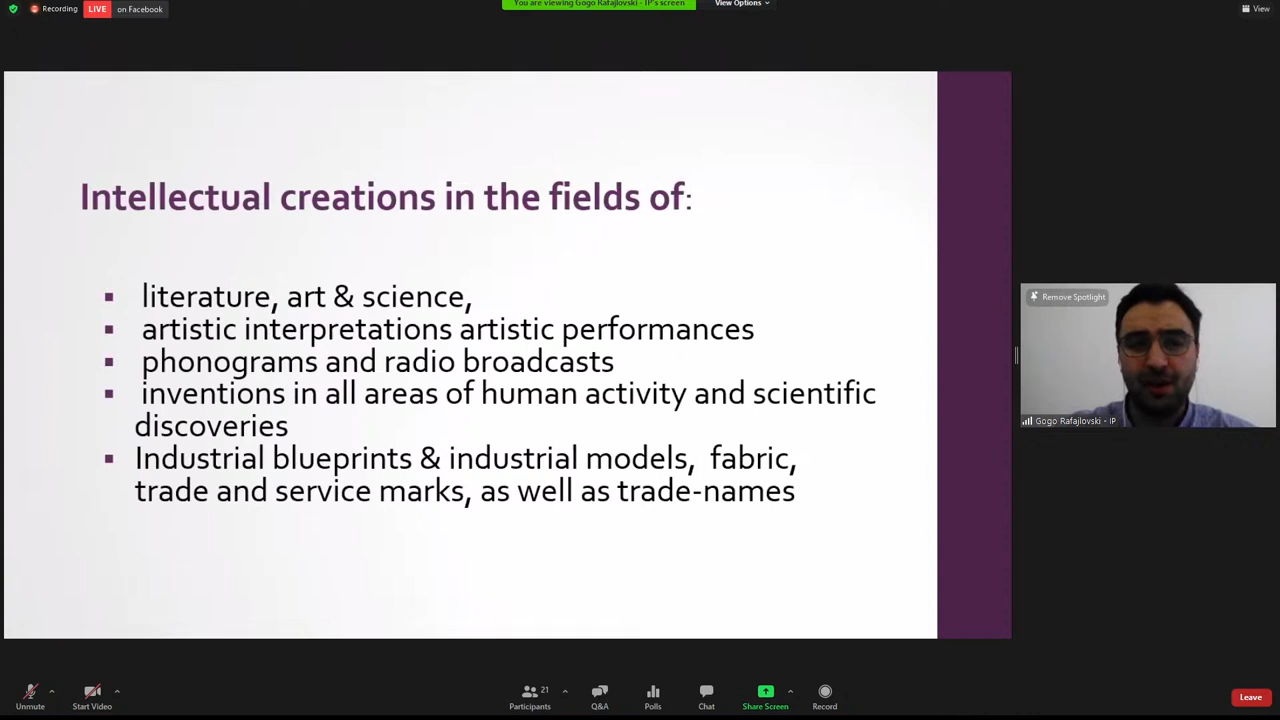 Recording LIVE on Facebook
You are viewing Gogo Rafajlovski - IP's screen
View Options
View
Intellectual creations in the fields of:
▪ literature, art & science,
▪ artistic interpretations artistic performances
▪ phonograms and radio broadcasts
▪ inventions in all areas of human activity and scientific
discoveries
▪ Industrial blueprints & industrial models, fabric,
trade and service marks, as well as trade-names
Remove Spotlight
Gogo Rafajlovski - IP
Unmute
Start Video
21
Participants
Q&A
Polls
Chat
Share Screen
Record
Leave